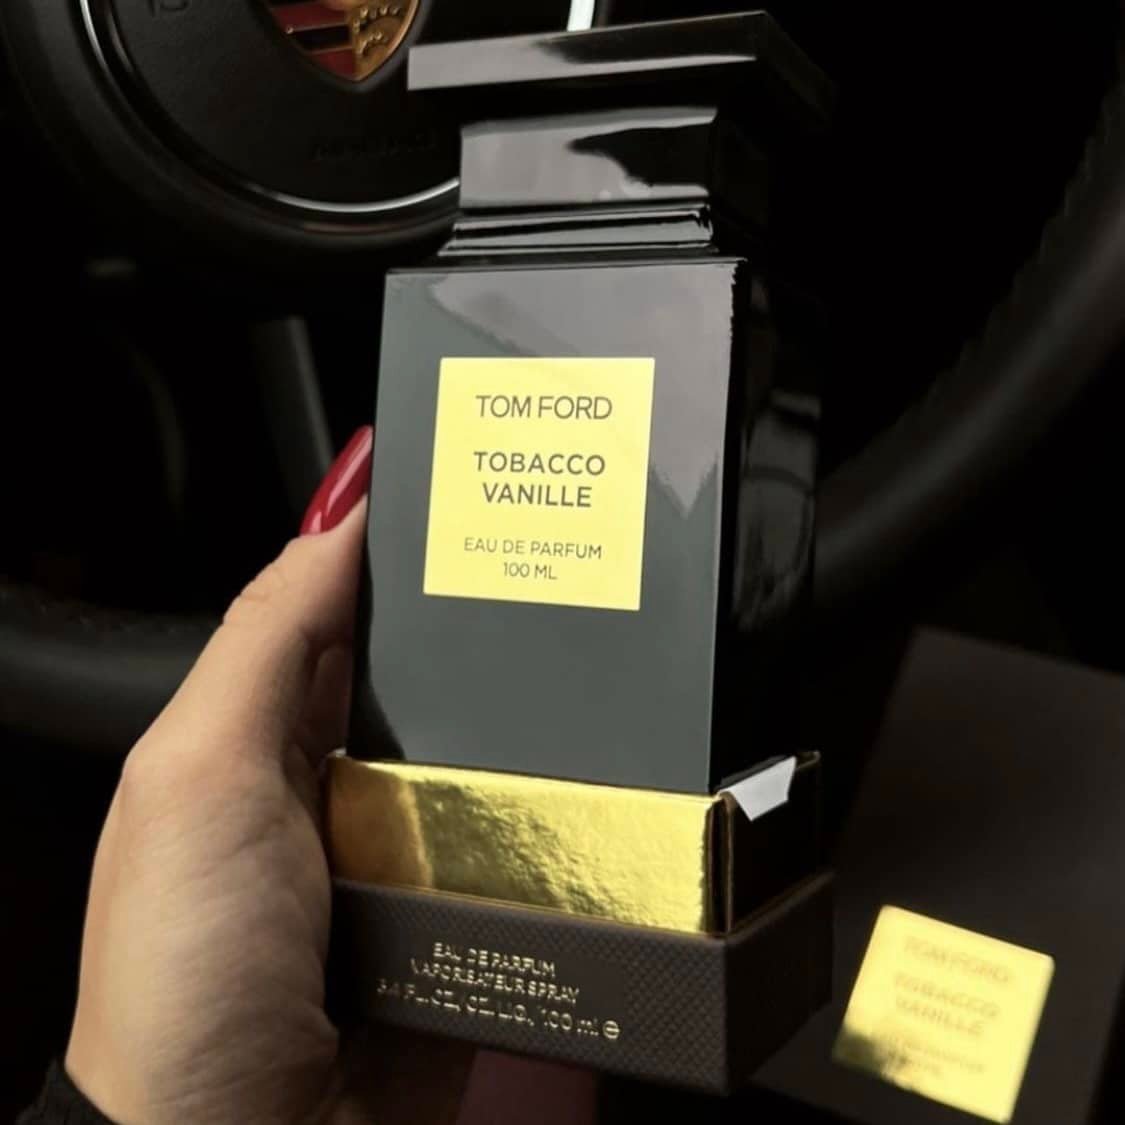 TOM FORD
TOBACCO
VANILLE
EAU DE PARFUM
100 ML
EAU DE PARFUM
VAPORISATEUR SPRAY
3.4 FL. OZ. LIQ. 100 ml e
TOM FORD
TOBACCO
VANILLE